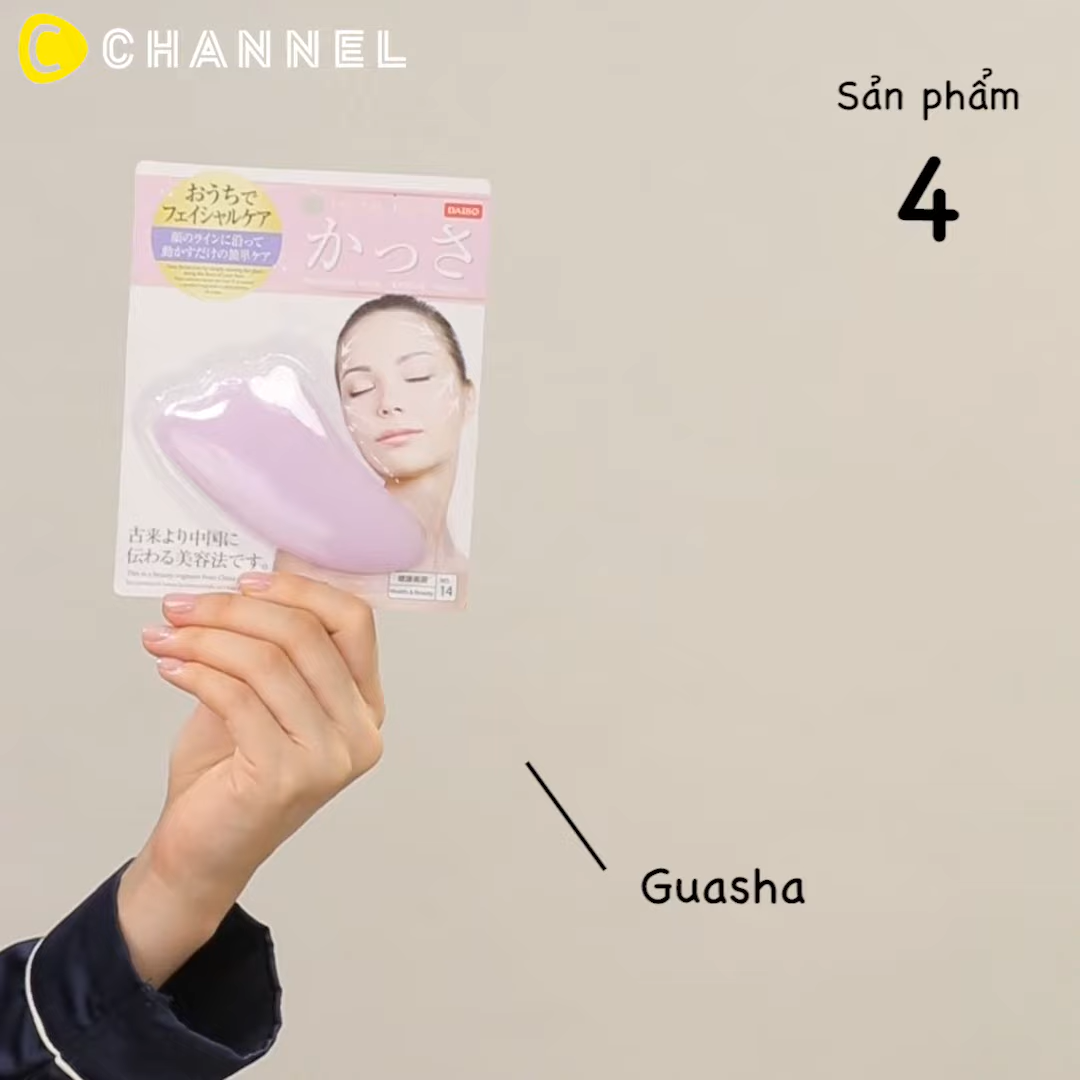 C CHANNEL
Sản phẩm
4
おうちで
フェイシャルケア
顔のラインに沿って
動かすだけの簡単ケア
DAISO
かっさ
古来より中国に
伝わる美容法です。
This is a beauty regimen from China
健康美容
Health & Beauty
NO.
14
Guasha